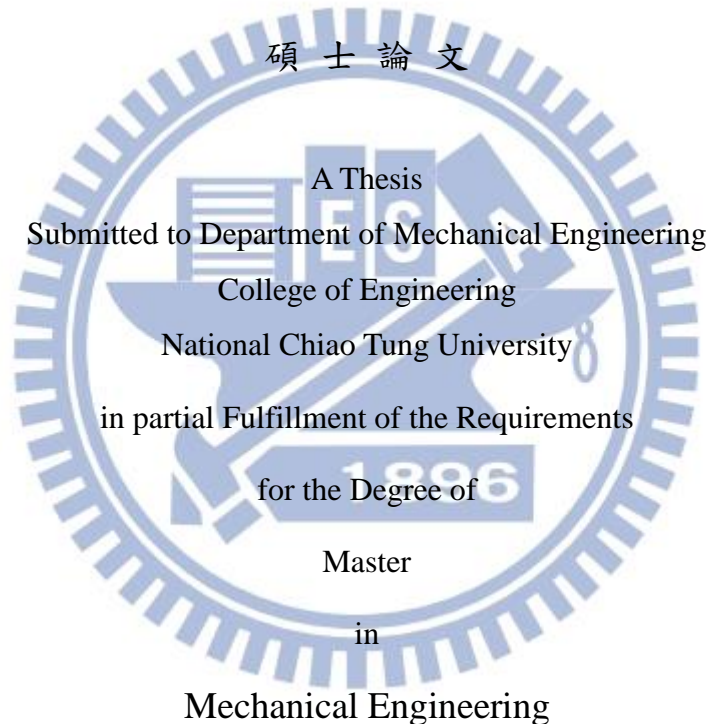 碩 士 論 文
A Thesis
Submitted to Department of Mechanical Engineering
College of Engineering
National Chiao Tung University
in partial Fulfillment of the Requirements
for the Degree of
1896
Master
in
Mechanical Engineering